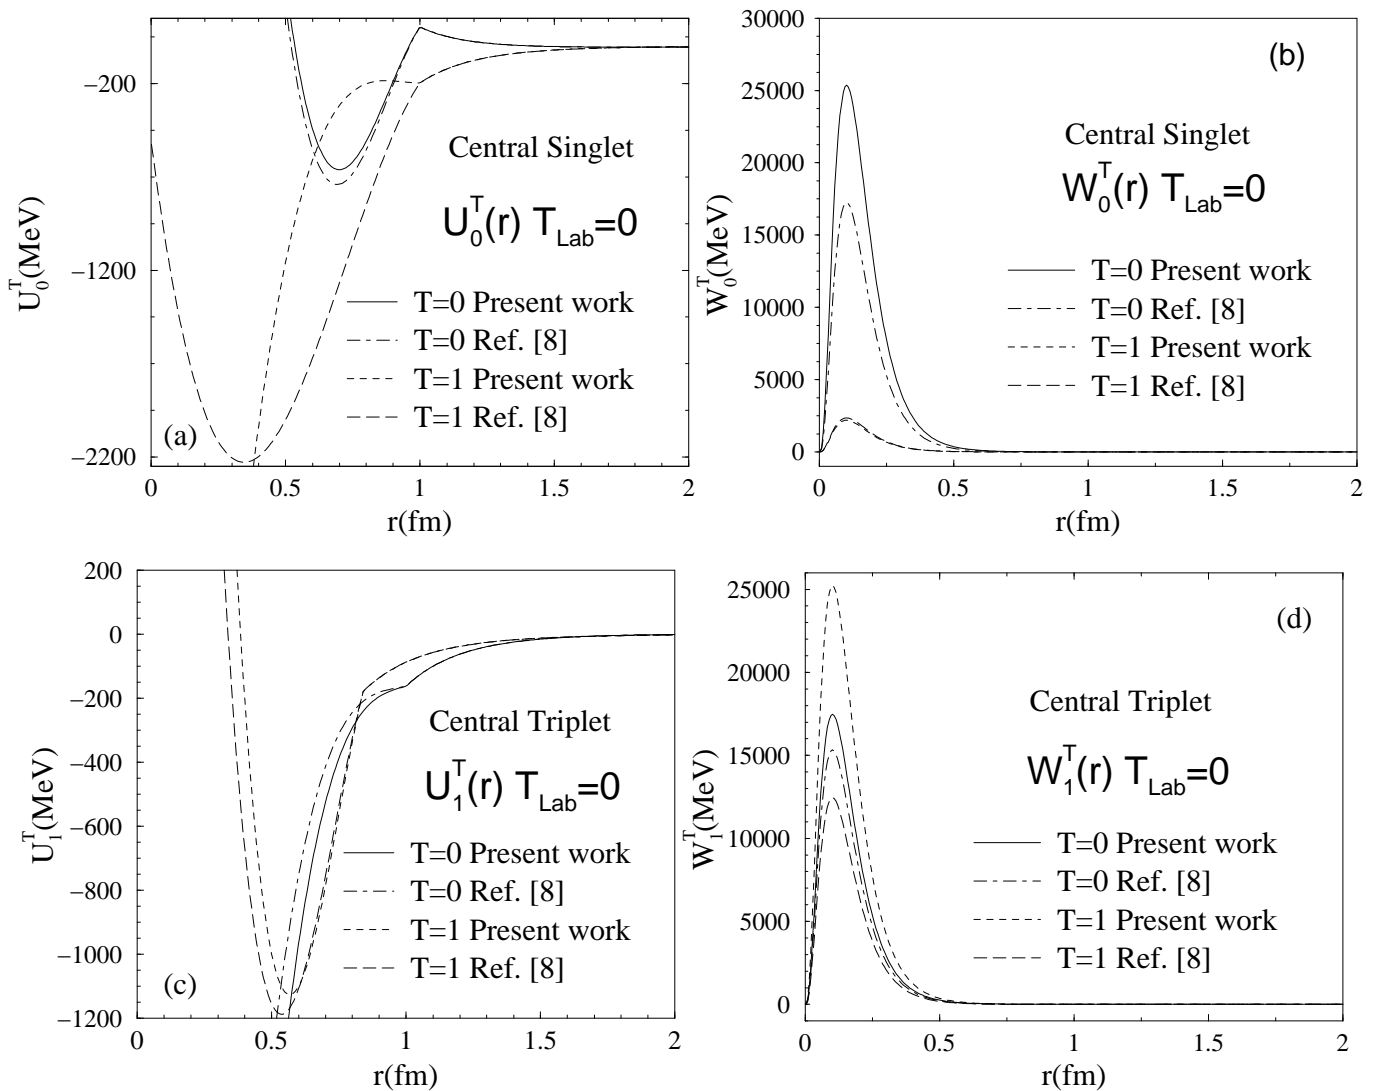 −200
−1200
−2200
U₀ᵀ(MeV)
0
0.5
1
1.5
2
r(fm)
(a)
Central Singlet
U₀ᵀ(r) T_Lab=0
T=0 Present work
T=0 Ref. [8]
T=1 Present work
T=1 Ref. [8]
30000
25000
20000
15000
10000
5000
0
W₀ᵀ(MeV)
0
0.5
1
1.5
2
r(fm)
(b)
Central Singlet
W₀ᵀ(r) T_Lab=0
T=0 Present work
T=0 Ref. [8]
T=1 Present work
T=1 Ref. [8]
200
0
−200
−400
−600
−800
−1000
−1200
U₁ᵀ(MeV)
0
0.5
1
1.5
2
r(fm)
(c)
Central Triplet
U₁ᵀ(r) T_Lab=0
T=0 Present work
T=0 Ref. [8]
T=1 Present work
T=1 Ref. [8]
25000
20000
15000
10000
5000
0
W₁ᵀ(MeV)
0
0.5
1
1.5
2
r(fm)
(d)
Central Triplet
W₁ᵀ(r) T_Lab=0
T=0 Present work
T=0 Ref. [8]
T=1 Present work
T=1 Ref. [8]